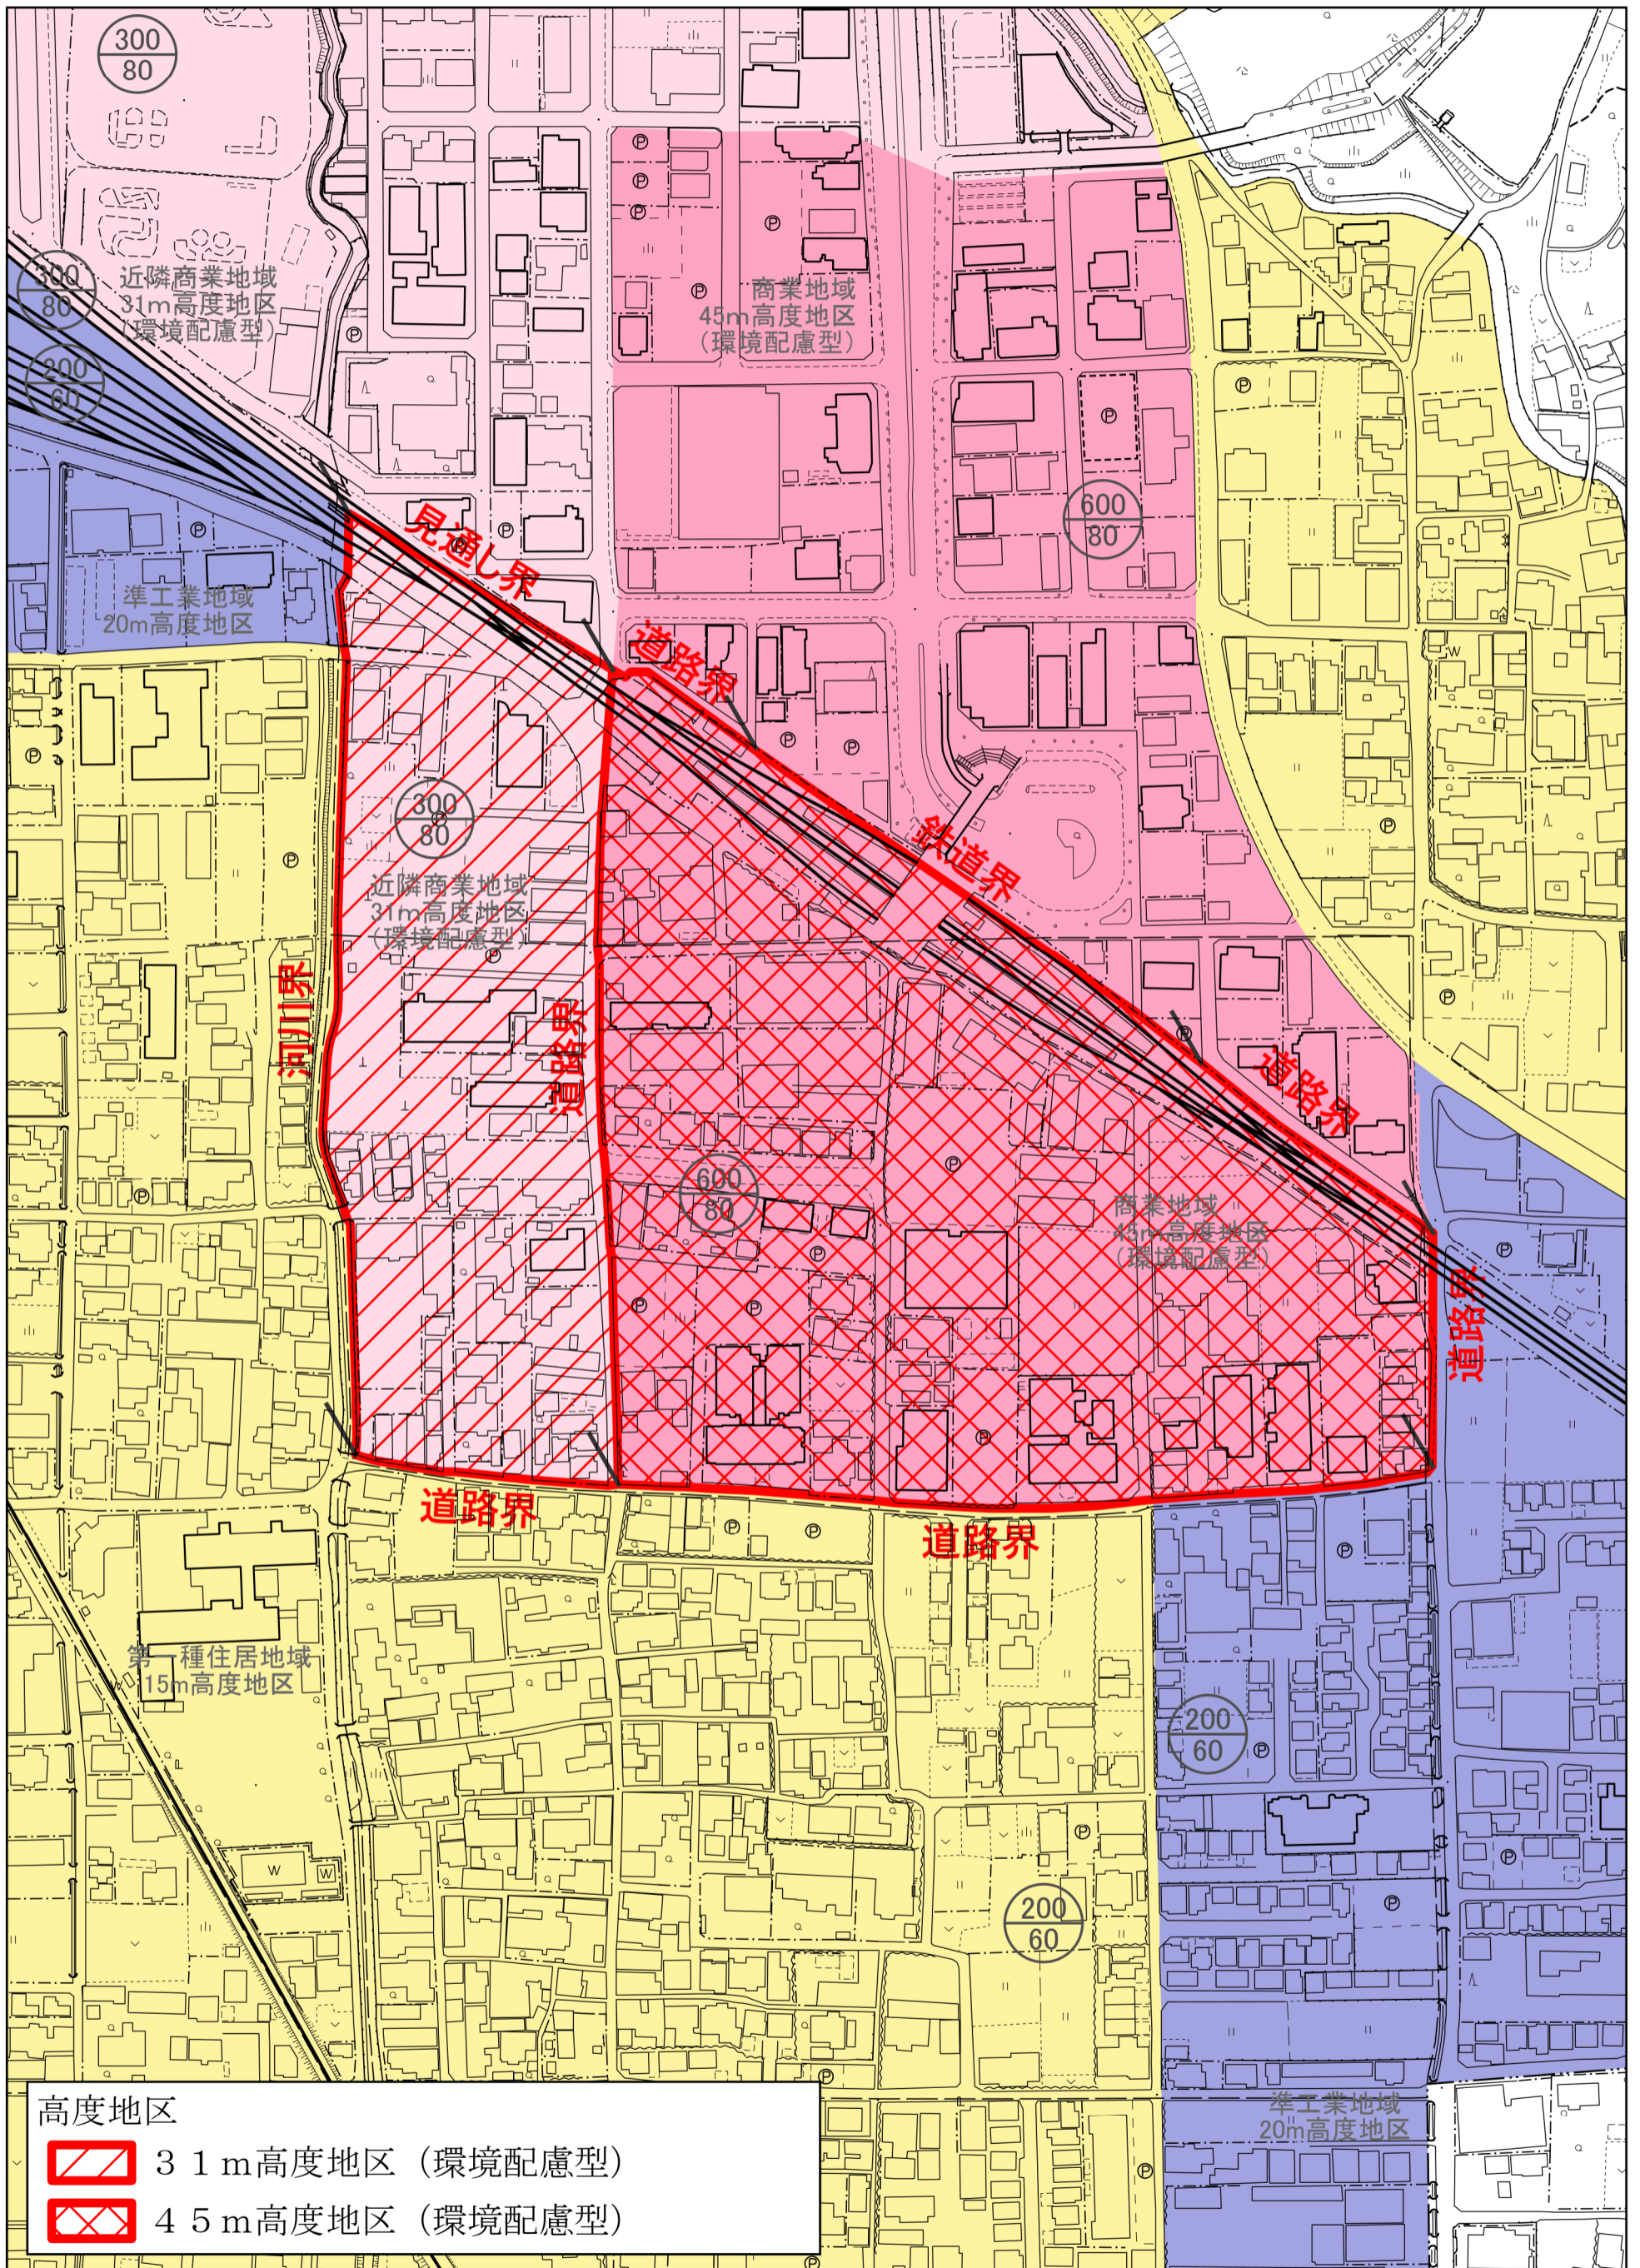 300
80
300
80
近隣商業地域
31m高度地区
(環境配慮型)
200
60
商業地域
45m高度地区
(環境配慮型)
600
80
見通し界
準工業地域
20m高度地区
道路界
300
80
鉄道界
近隣商業地域
31m高度地区
(環境配慮型)
河川界
道路界
道路界
600
80
商業地域
45m高度地区
(環境配慮型)
道路界
道路界
道路界
第一種住居地域
15m高度地区
200
60
200
60
準工業地域
20m高度地区
高度地区
31m高度地区（環境配慮型）
45m高度地区（環境配慮型）